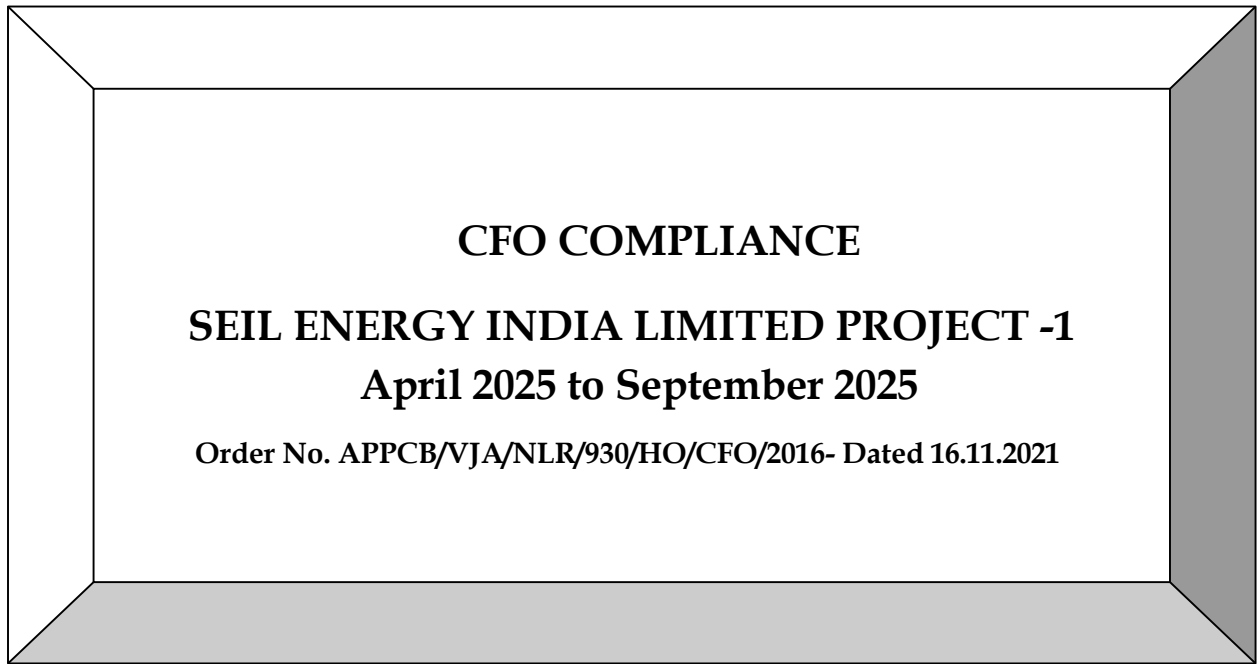 CFO COMPLIANCE
SEIL ENERGY INDIA LIMITED PROJECT -1
April 2025 to September 2025
Order No. APPCB/VJA/NLR/930/HO/CFO/2016- Dated 16.11.2021